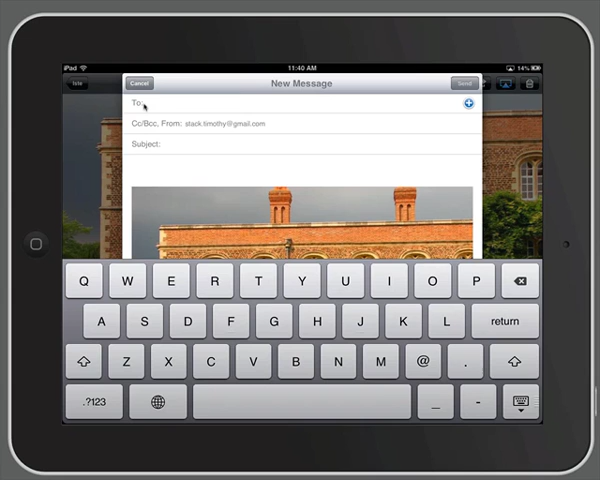 iPad 11:40 AM 14%
Cancel New Message Send
To:
Cc/Bcc, From: stack.timothy@gmail.com
Subject:
Q W E R T Y U I O P
A S D F G H J K L return
Z X C V B N M @ .
.?123 _ -